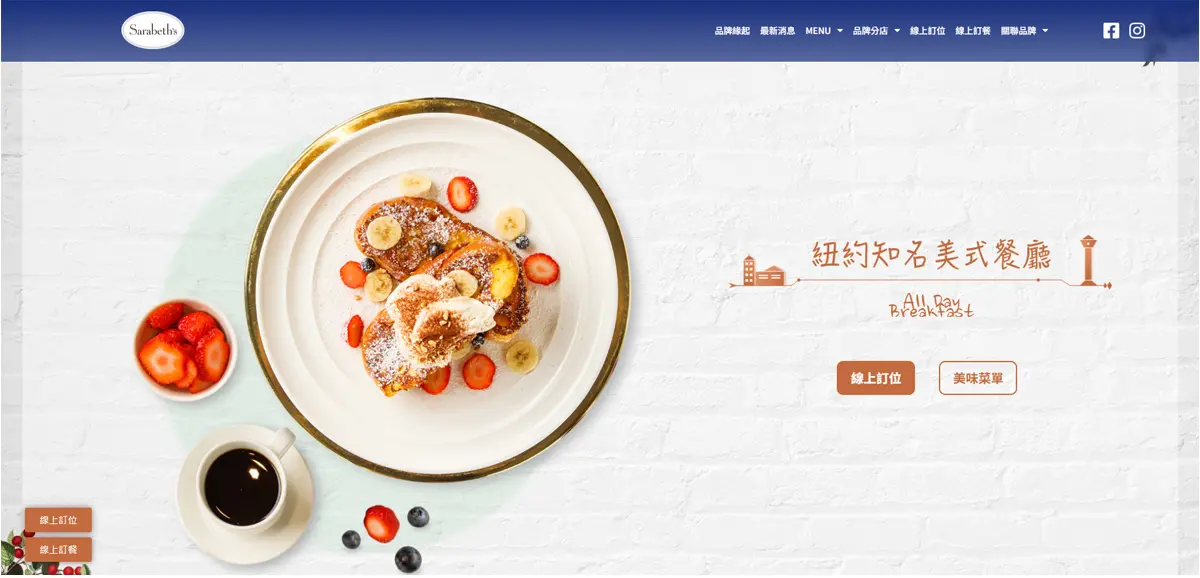 Sarabeth's
品牌緣起 最新消息 MENU 品牌分店 線上訂位 線上訂餐 關聯品牌
紐約知名美式餐廳
All Day
Breakfast
線上訂位 美味菜單
線上訂位
線上訂餐